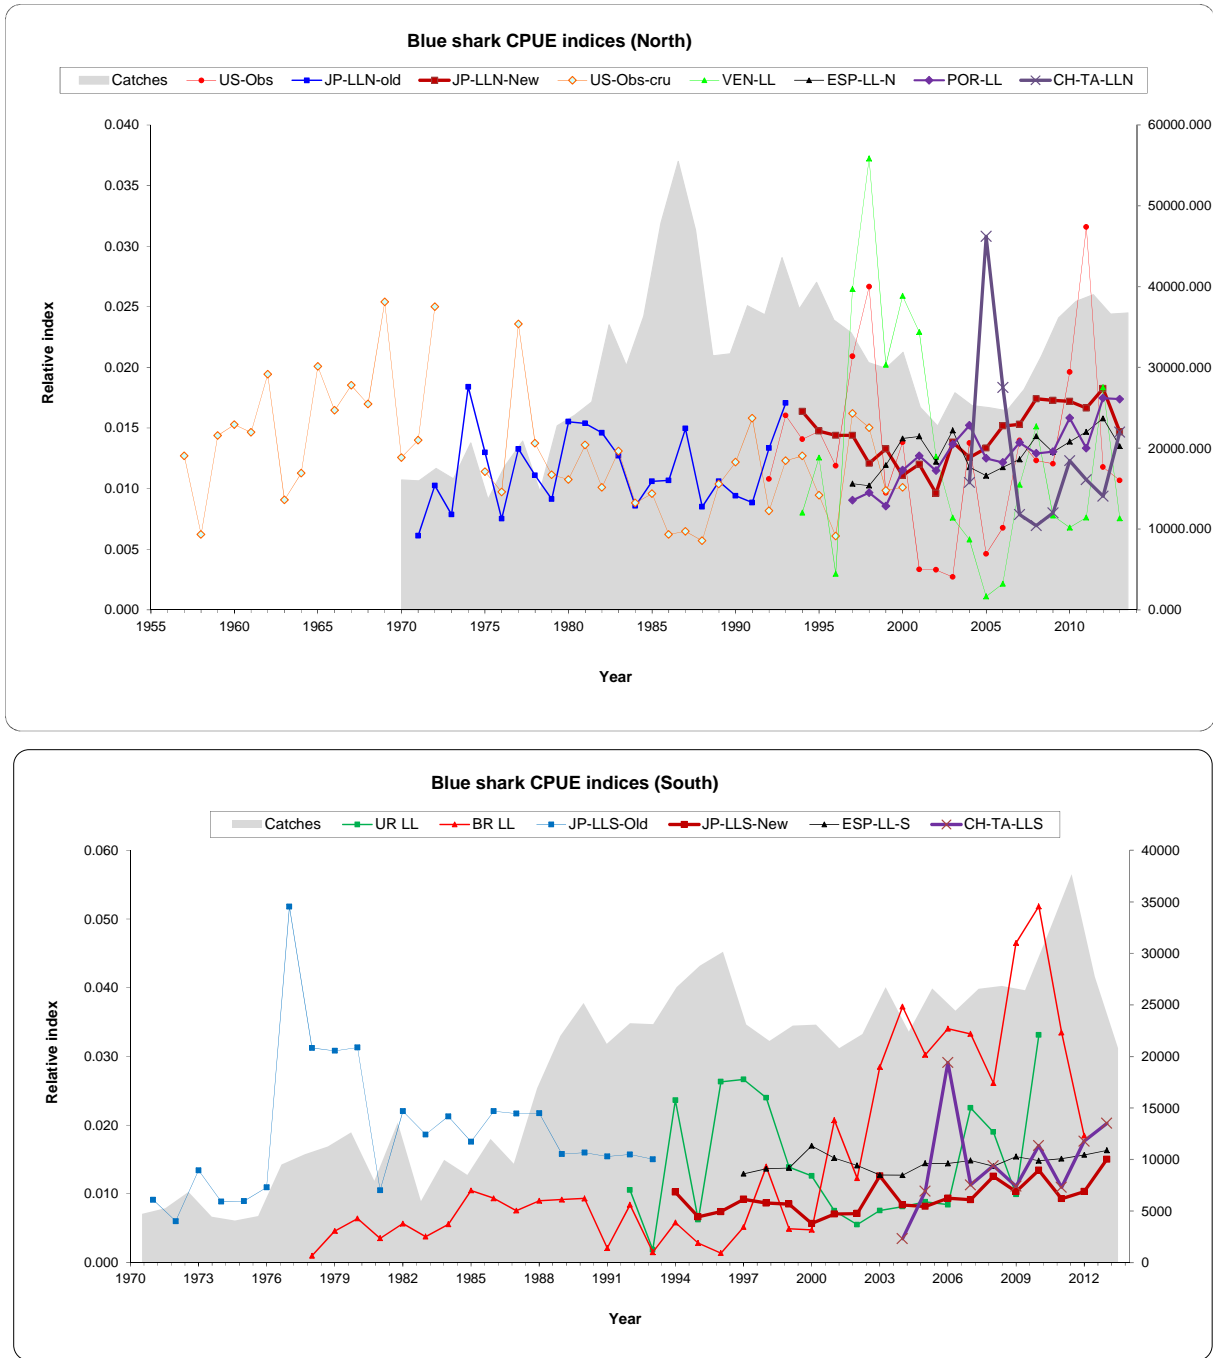 Blue shark CPUE indices (North)
Catches US-Obs JP-LLN-old JP-LLN-New US-Obs-cru VEN-LL ESP-LL-N POR-LL CH-TA-LLN
0.040 60000.000
0.035 50000.000
0.030 40000.000
0.025 30000.000
0.020 20000.000
0.015 10000.000
0.010 0.000
0.005
0.000
Relative index
1955 1960 1965 1970 1975 1980 1985 1990 1995 2000 2005 2010
Year
Blue shark CPUE indices (South)
Catches UR LL BR LL JP-LLS-Old JP-LLS-New ESP-LL-S CH-TA-LLS
0.060 40000
0.050 35000
0.040 30000
0.030 25000
0.020 20000
0.010 15000
0.000 10000
5000
0
Relative index
1970 1973 1976 1979 1982 1985 1988 1991 1994 1997 2000 2003 2006 2009 2012
Year